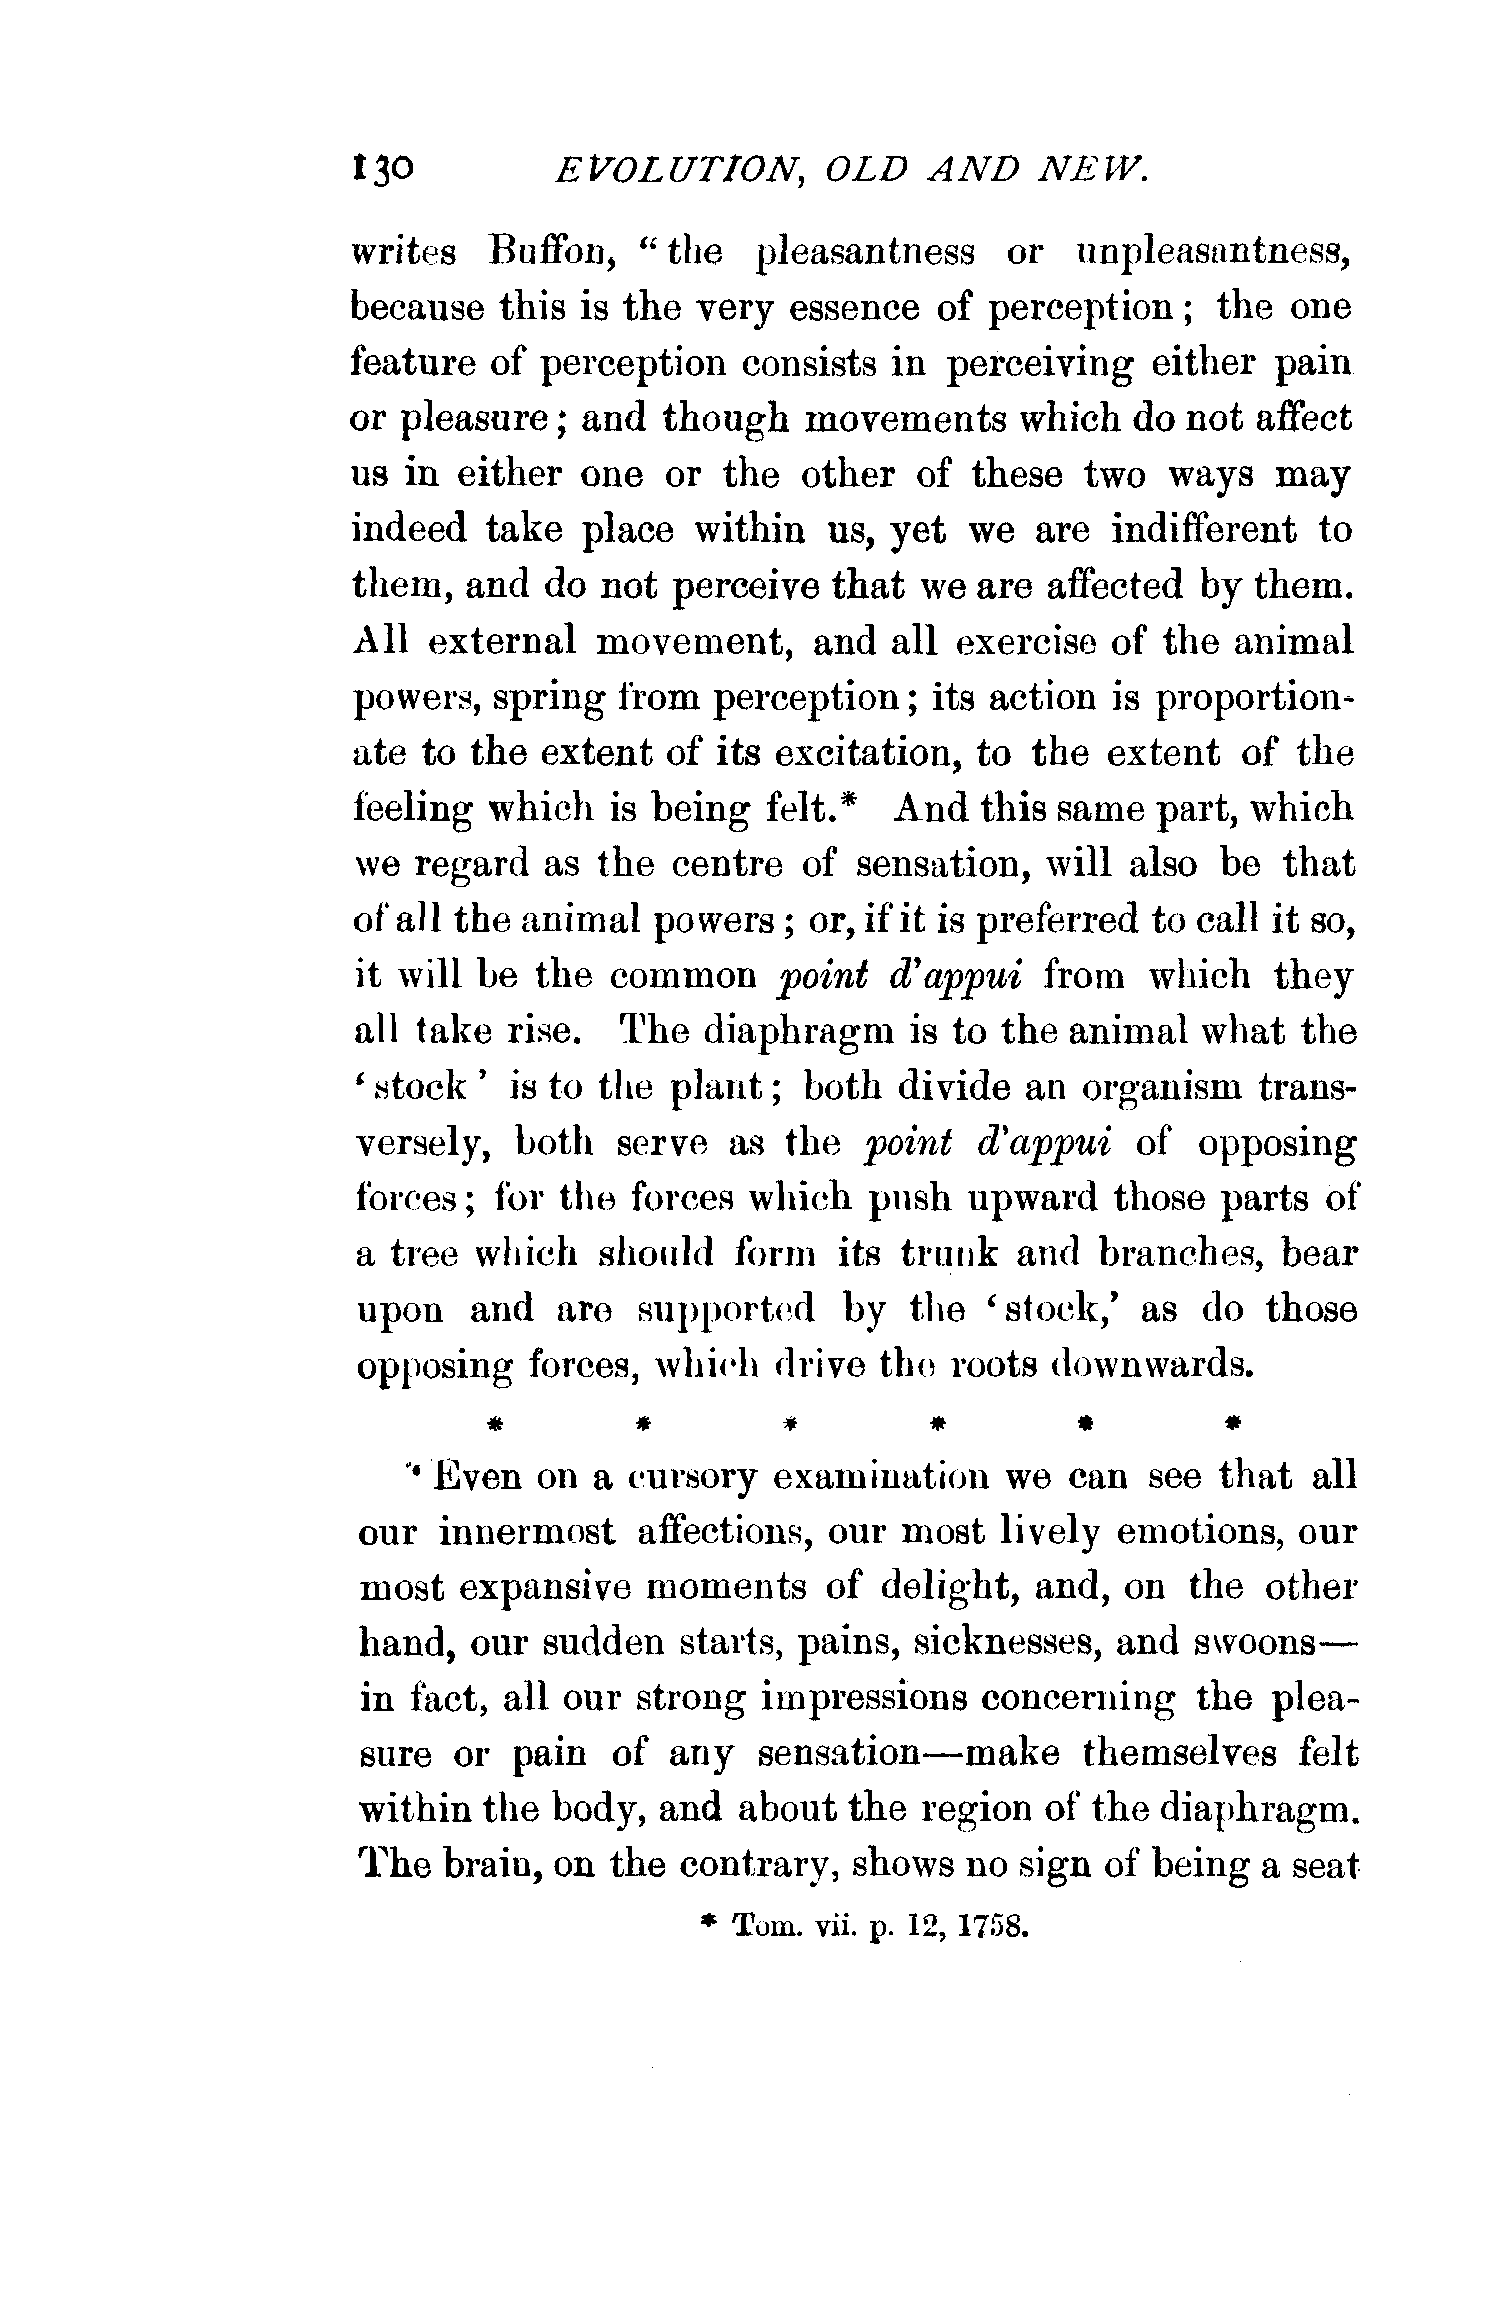 130 EVOLUTION, OLD AND NEW.
writes Buffon, “the pleasantness or unpleasantness,
because this is the very essence of perception; the one
feature of perception consists in perceiving either pain
or pleasure; and though movements which do not affect
us in either one or the other of these two ways may
indeed take place within us, yet we are indifferent to
them, and do not perceive that we are affected by them.
All external movement, and all exercise of the animal
powers, spring from perception; its action is proportion-
ate to the extent of its excitation, to the extent of the
feeling which is being felt.* And this same part, which
we regard as the centre of sensation, will also be that
of all the animal powers; or, if it is preferred to call it so,
it will be the common point d'appui from which they
all take rise. The diaphragm is to the animal what the
‘stock’ is to the plant; both divide an organism trans-
versely, both serve as the point d'appui of opposing
forces; for the forces which push upward those parts of
a tree which should form its trunk and branches, bear
upon and are supported by the ‘stock,’ as do those
opposing forces, which drive the roots downwards.
* * * * * *
“Even on a cursory examination we can see that all
our innermost affections, our most lively emotions, our
most expansive moments of delight, and, on the other
hand, our sudden starts, pains, sicknesses, and swoons—
in fact, all our strong impressions concerning the plea-
sure or pain of any sensation—make themselves felt
within the body, and about the region of the diaphragm.
The brain, on the contrary, shows no sign of being a seat
* Tom. vii. p. 12, 1758.